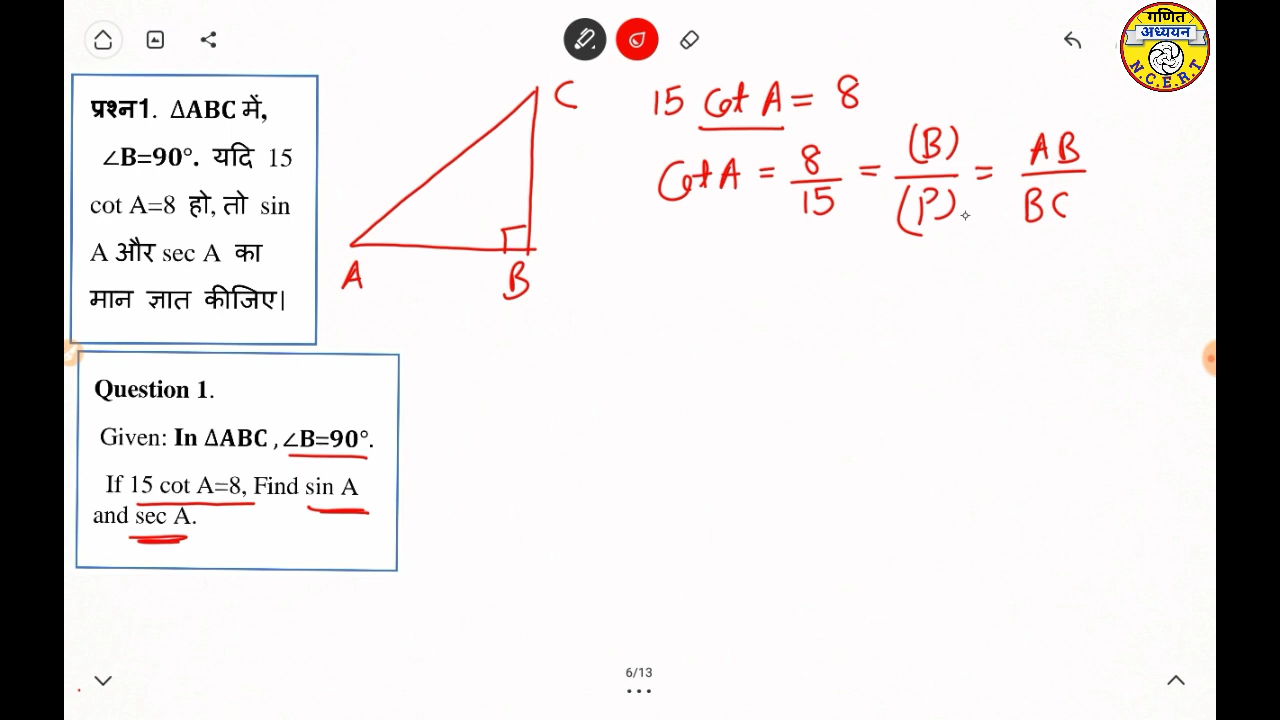 गणित
अध्ययन
N.C.E.R.T
प्रश्न1. ΔABC में,
∠B=90°. यदि 15
cot A=8 हो, तो sin
A और sec A का
मान ज्ञात कीजिए।
C
A
B
15 Cot A = 8
Cot A = 8/15 = (B)/(P) = AB/BC
Question 1.
Given: In ΔABC ,∠B=90°.
If 15 cot A=8, Find sin A
and sec A.
6/13